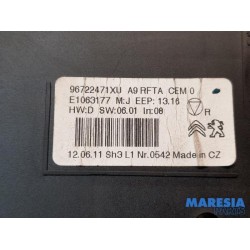 96722471XU A9 RFTA CEM 0
E1063177 M:J EEP: 13.16
HW:D SW:06.01 In:08
R
12.06.11 Sh3 L1 Nr.0542 Made in CZ
MARESIA